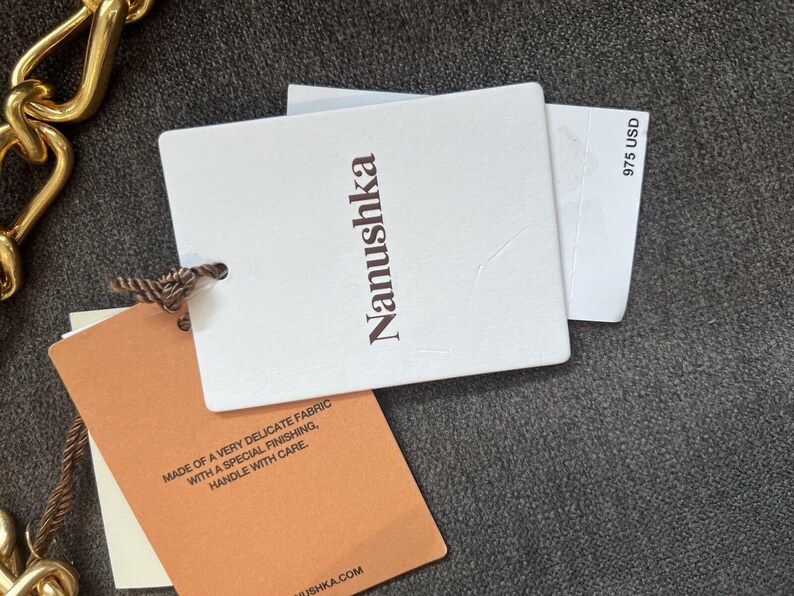 Nanushka
975 USD
MADE OF A VERY DELICATE FABRIC
WITH A SPECIAL FINISHING,
HANDLE WITH CARE.
NUSHKA.COM